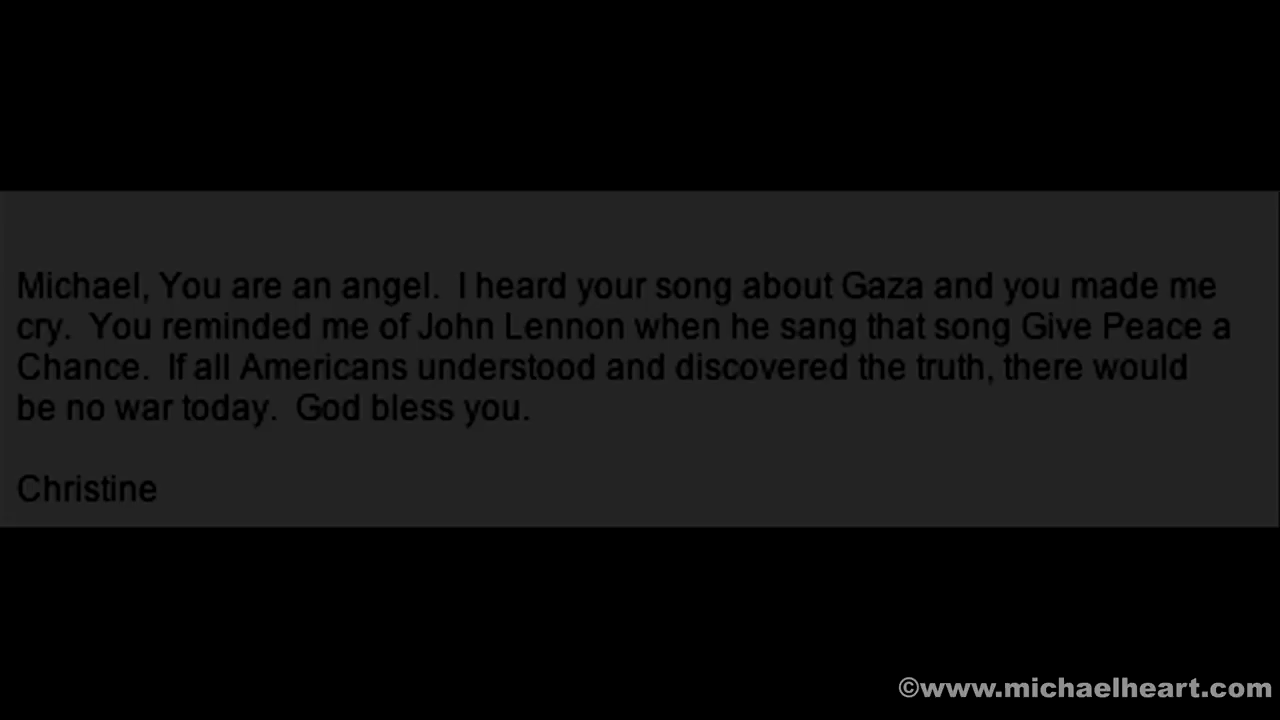 Michael, You are an angel.  I heard your song about Gaza and you made me
cry.  You reminded me of John Lennon when he sang that song Give Peace a
Chance.  If all Americans understood and discovered the truth, there would
be no war today.  God bless you.
Christine
©www.michaelheart.com